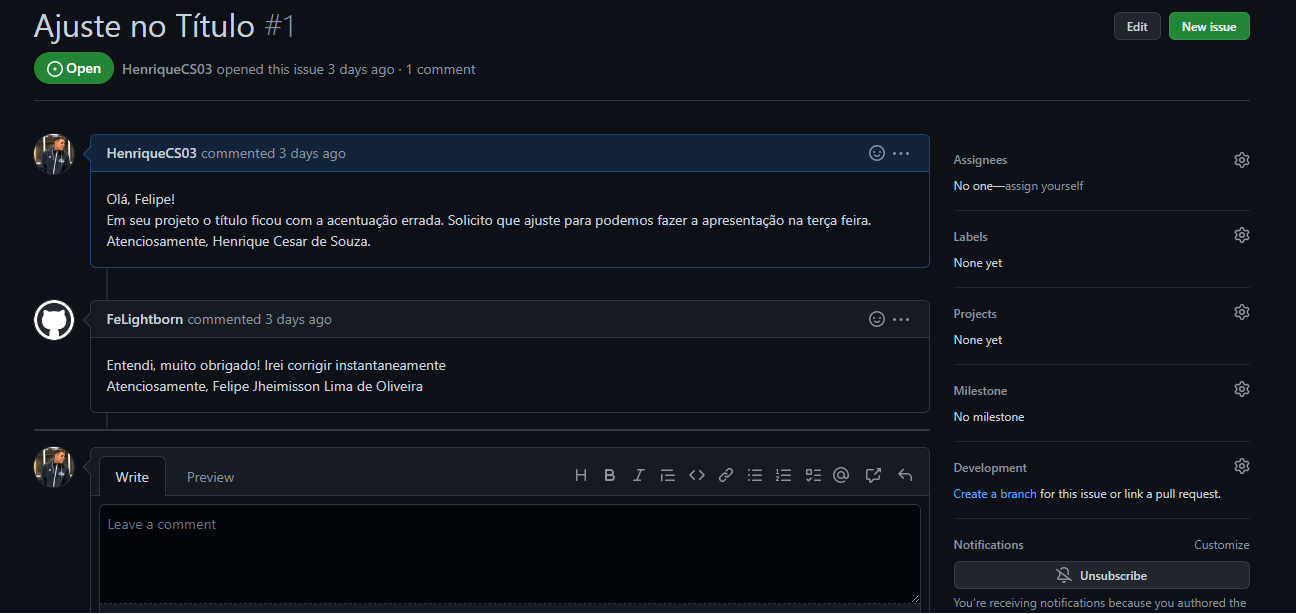 Ajuste no Título #1
Edit
New issue
Open
HenriqueCS03 opened this issue 3 days ago · 1 comment
HenriqueCS03 commented 3 days ago
Olá, Felipe!
Em seu projeto o título ficou com a acentuação errada. Solicito que ajuste para podemos fazer a apresentação na terça feira.
Atenciosamente, Henrique Cesar de Souza.
FeLightborn commented 3 days ago
Entendi, muito obrigado! Irei corrigir instantaneamente
Atenciosamente, Felipe Jheimisson Lima de Oliveira
Write
Preview
Leave a comment
Assignees
No one—assign yourself
Labels
None yet
Projects
None yet
Milestone
No milestone
Development
Create a branch for this issue or link a pull request.
Notifications
Customize
Unsubscribe
You're receiving notifications because you authored the